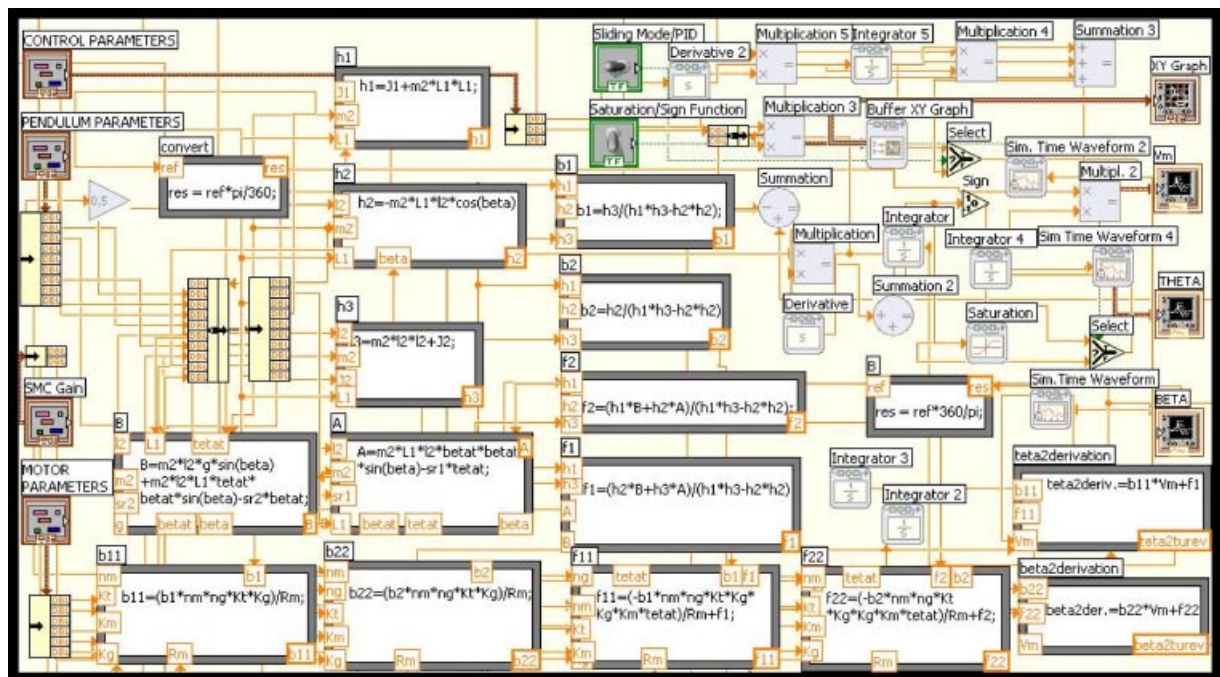 CONTROL PARAMETERS
PENDULUM PARAMETERS
convert
ref
res
res = ref*pi/360;
0,5
SMC Gain
MOTOR
PARAMETERS
h1
J1
m2
L1
h1=J1+m2*L1*L1;
h1
h2
l2
m2
L1
beta
h2=-m2*L1*l2*cos(beta)
h2
h3
l2
m2
J2
L1
3=m2*l2*l2+J2;
h3
B
l2
m2
sr2
g
L1
tetat
B=m2*l2*g*sin(beta)
+m2*l2*L1*tetat*
betat*sin(beta)-sr2*betat;
betat
beta
B
A
l2
m2
sr1
L1
A=m2*L1*l2*betat*betat
*sin(beta)-sr1*tetat;
betat
tetat
beta
A
b11
nm
Kt
Km
Kg
b1
b11=(b1*nm*ng*Kt*Kg)/Rm;
Rm
b11
b22
nm
ng
Kt
Km
Kg
b2
b22=(b2*nm*ng*Kt*Kg)/Rm;
Rm
b22
Sliding Mode/PID
TF
Derivative 2
S
Multiplication 5
Integrator 5
Multiplication 4
Summation 3
XY Graph
Saturation/Sign Function
TF
Multiplication 3
Buffer XY Graph
Select
Sim. Time Waveform 2
Vm
Multipl. 2
Sign
b1
h1
h2
h3
b1=h3/(h1*h3-h2*h2);
b1
Summation
Multiplication
Integrator
Integrator 4
Sim Time Waveform 4
THETA
b2
h1
h2
h3
b2=h2/(h1*h3-h2*h2)
b2
Derivative
S
Summation 2
Saturation
Select
f2
h1
h2
h3
f2=(h1*B+h2*A)/(h1*h3-h2*h2);
f2
B
ref
res
res = ref*360/pi;
Sim.Time Waveform
BETA
f1
h1
h3
A
B
f1=(h2*B+h3*A)/(h1*h3-h2*h2)
f1
Integrator 3
Integrator 2
teta2derivation
b11
f11
Vm
teta2deriv.=b11*Vm+f1
teta2turev
f11
ng
nm
Kt
Km
tetat
b1
f1
f11=(-b1*nm*ng*Kt*Kg*
Kg*Km*tetat)/Rm+f1;
Rm
f11
f22
nm
ng
Kt
Km
Kg
tetat
f2
b2
f22=(-b2*nm*ng*Kt
*Kg*Kg*Km*tetat)/Rm+f2;
Rm
f22
beta2derivation
b22
f22
Vm
beta2der.=b22*Vm+f22
beta2turev